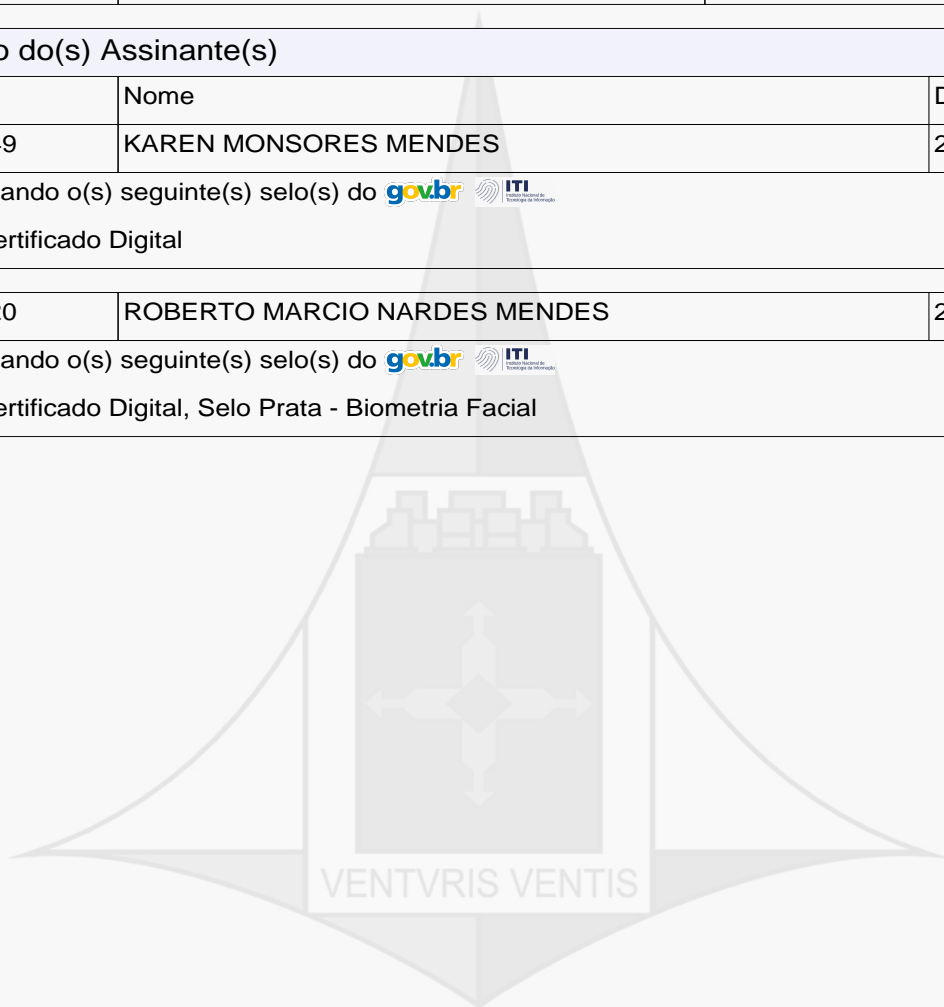 o do(s) Assinante(s)
Nome D
-9 KAREN MONSORES MENDES 2
ando o(s) seguinte(s) selo(s) do gov.br ITI
ertificado Digital
20 ROBERTO MARCIO NARDES MENDES 2
ando o(s) seguinte(s) selo(s) do gov.br ITI
ertificado Digital, Selo Prata - Biometria Facial
VENTVRIS VENTIS